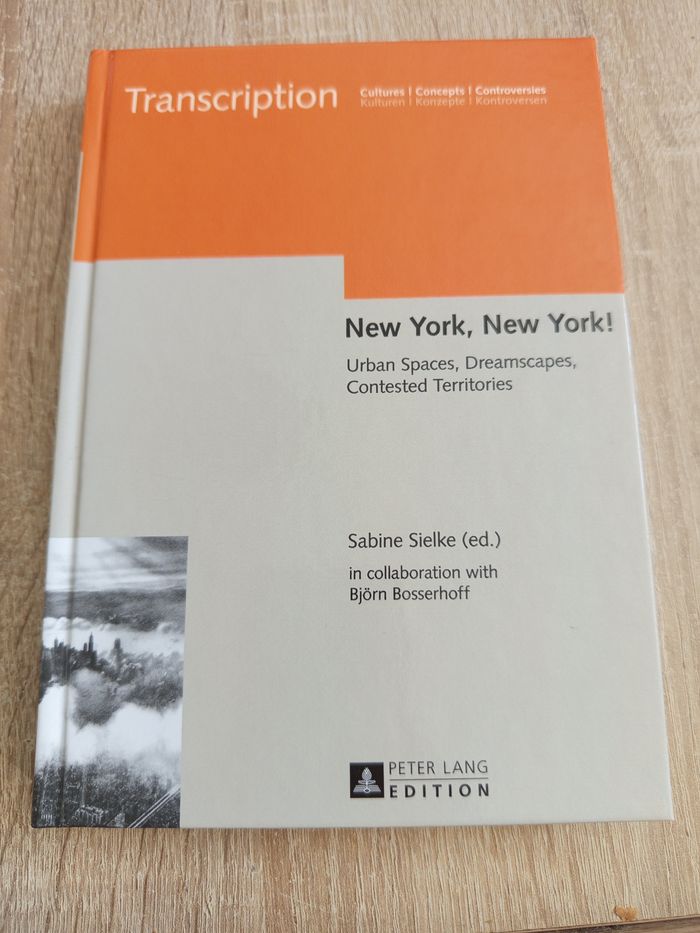 Transcription
Cultures | Concepts | Controversies
Kulturen | Konzepte | Kontroversen
New York, New York!
Urban Spaces, Dreamscapes,
Contested Territories
Sabine Sielke (ed.)
in collaboration with
Björn Bosserhoff
PETER LANG
EDITION